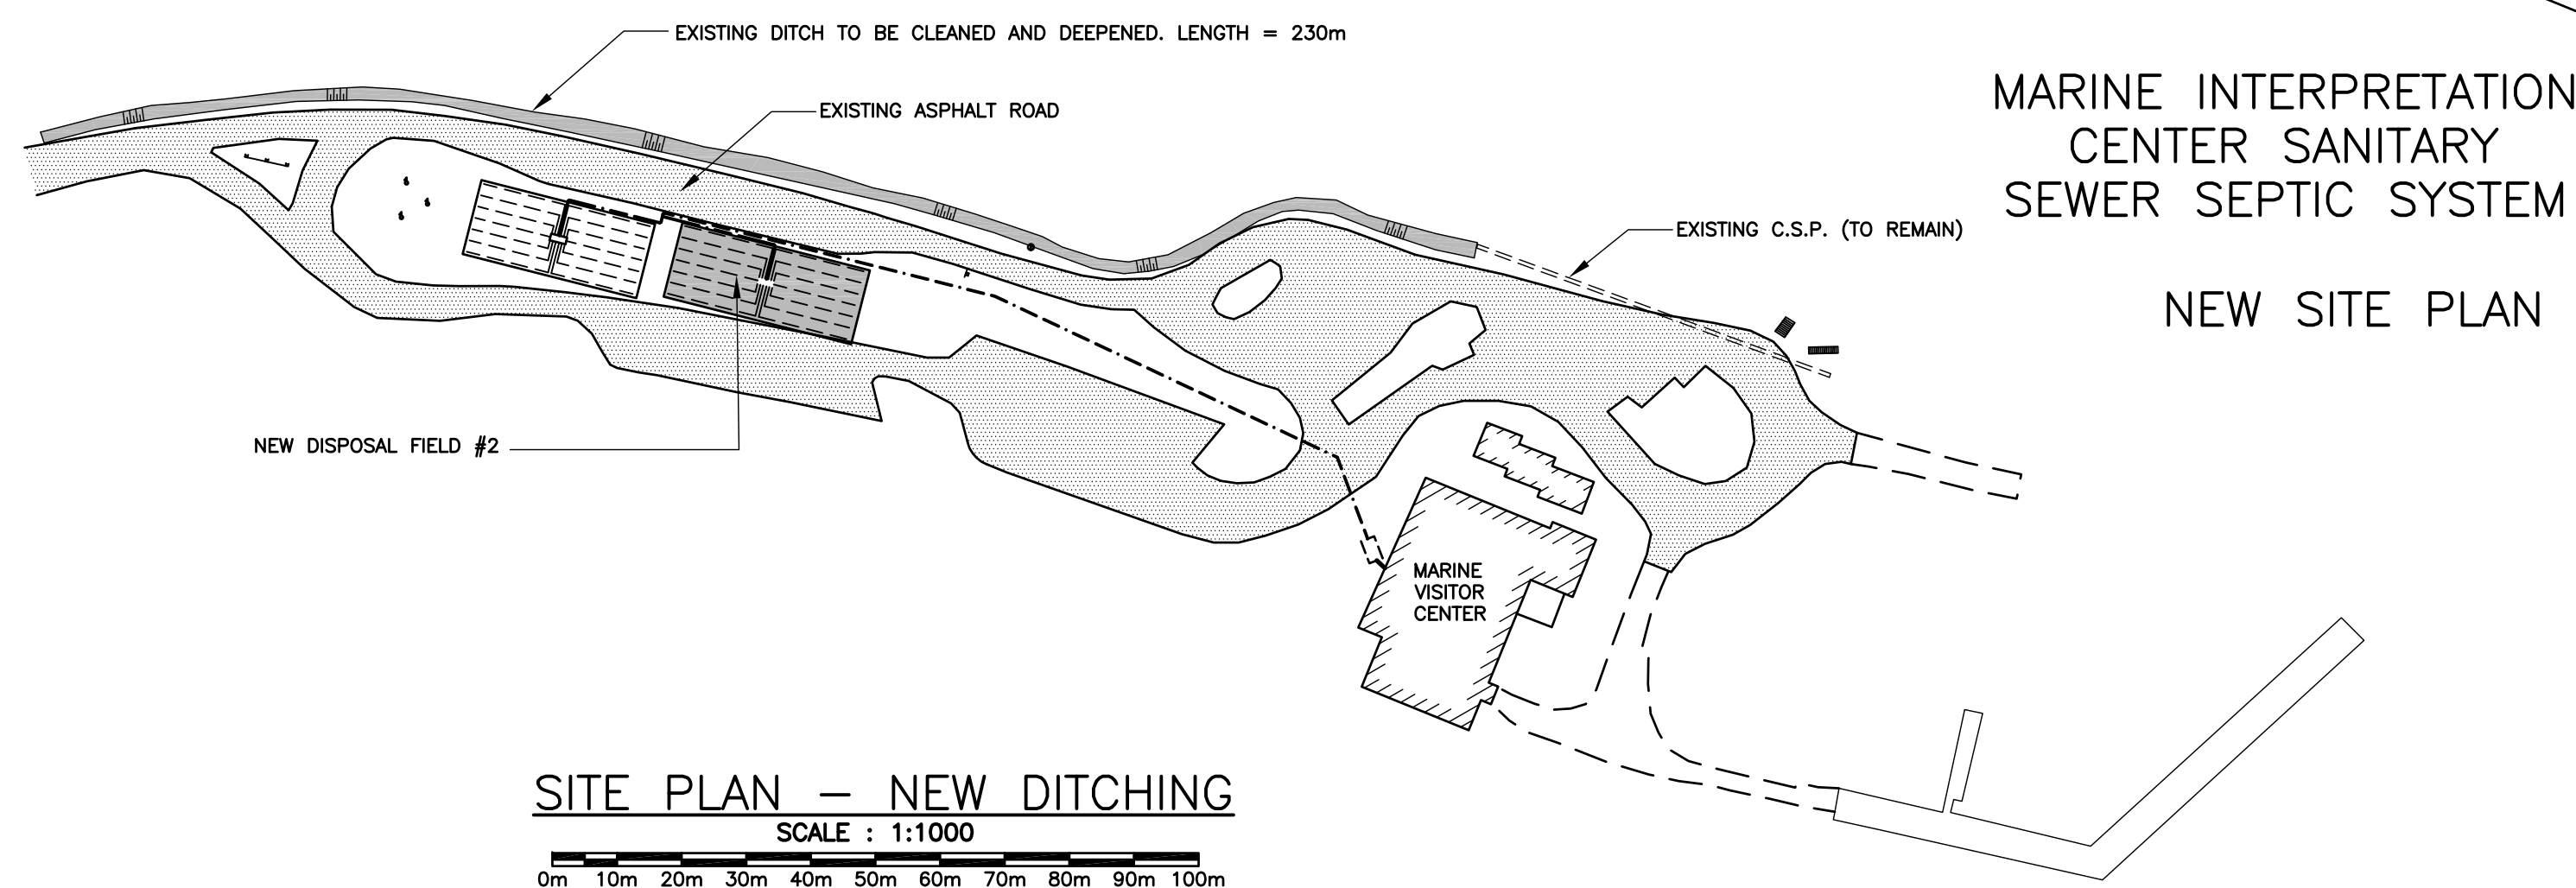 EXISTING DITCH TO BE CLEANED AND DEEPENED. LENGTH = 230m
EXISTING ASPHALT ROAD
MARINE INTERPRETATION
CENTER SANITARY
SEWER SEPTIC SYSTEM
EXISTING C.S.P. (TO REMAIN)
NEW SITE PLAN
NEW DISPOSAL FIELD #2
MARINE
VISITOR
CENTER
SITE PLAN – NEW DITCHING
SCALE : 1:1000
0m 10m 20m 30m 40m 50m 60m 70m 80m 90m 100m